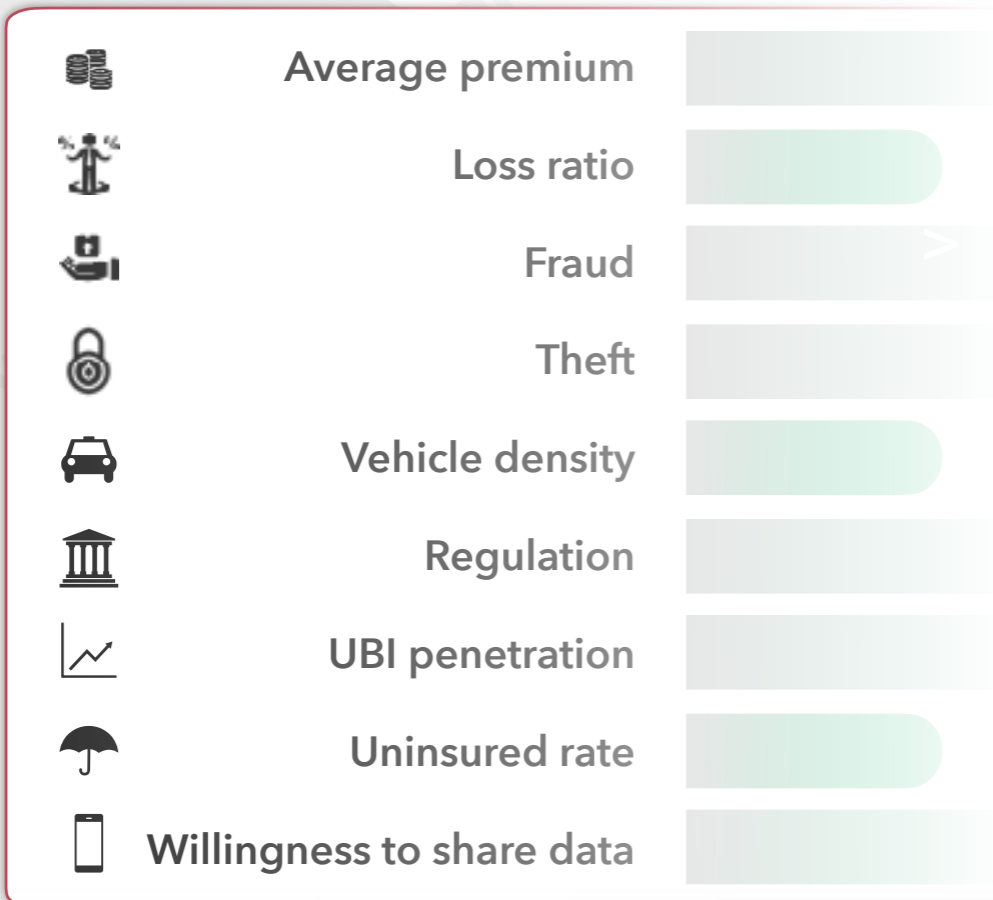 Average premium
Loss ratio
Fraud
>
Theft
Vehicle density
Regulation
UBI penetration
Uninsured rate
Willingness to share data